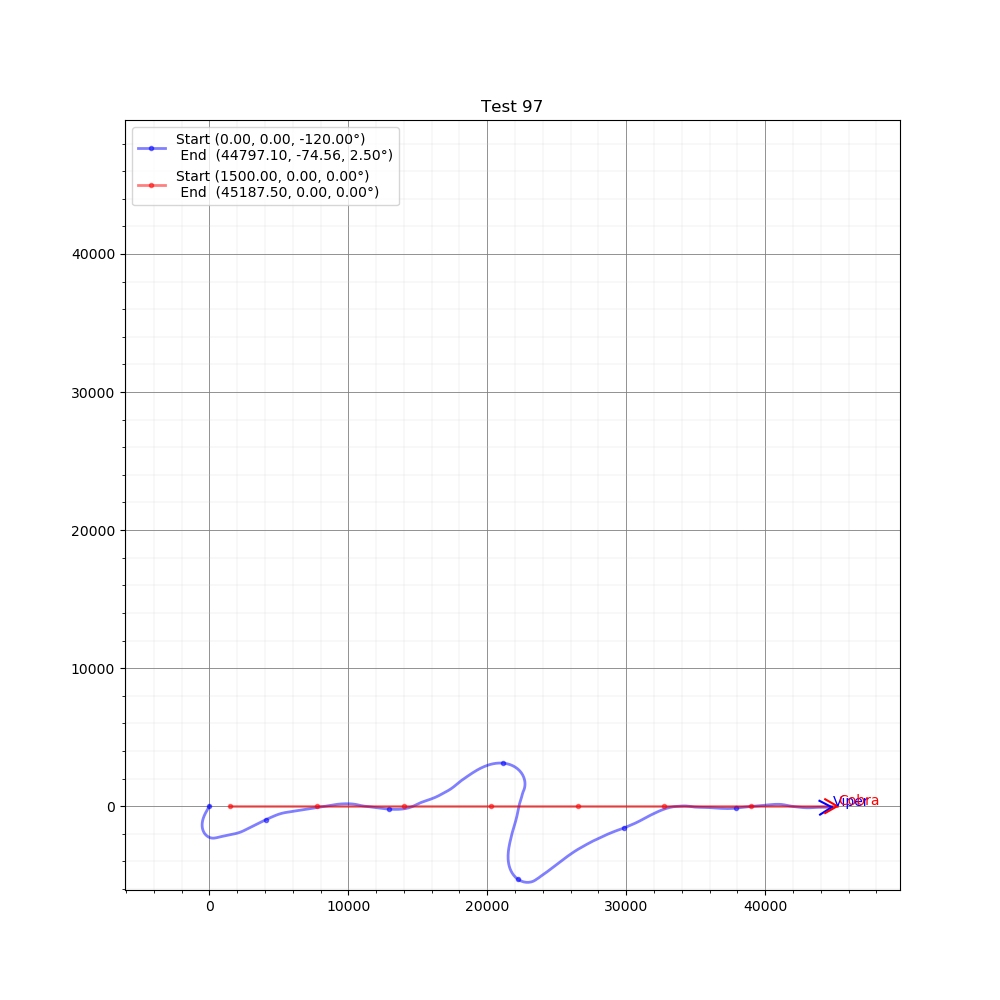 Test 97
Start (0.00, 0.00, -120.00°)
End (44797.10, -74.56, 2.50°)
Start (1500.00, 0.00, 0.00°)
End (45187.50, 0.00, 0.00°)
40000
30000
20000
10000
0
Viper
Cobra
0 10000 20000 30000 40000